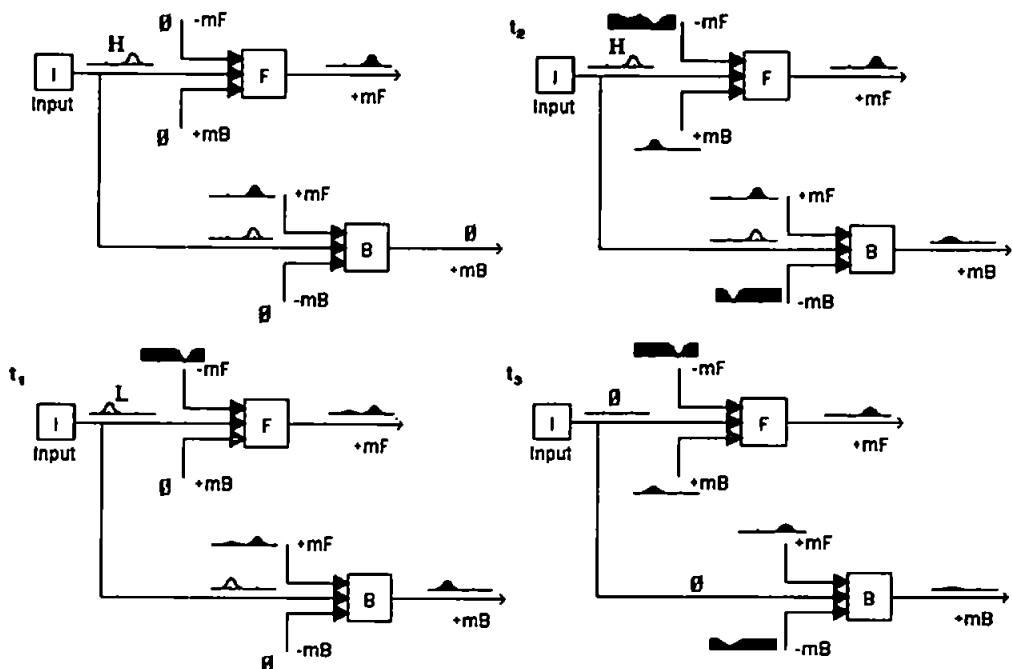 Ø
-mF
H
I
F
+mF
Input
Ø
+mB
+mF
B
Ø
+mB
-mB
Ø
t₂
-mF
H
I
F
+mF
Input
+mB
+mF
B
+mB
-mB
t₁
-mF
L
I
F
+mF
Input
Ø
+mB
+mF
B
+mB
-mB
Ø
t₃
-mF
Ø
I
F
+mF
Input
+mB
+mF
Ø
B
+mB
-mB